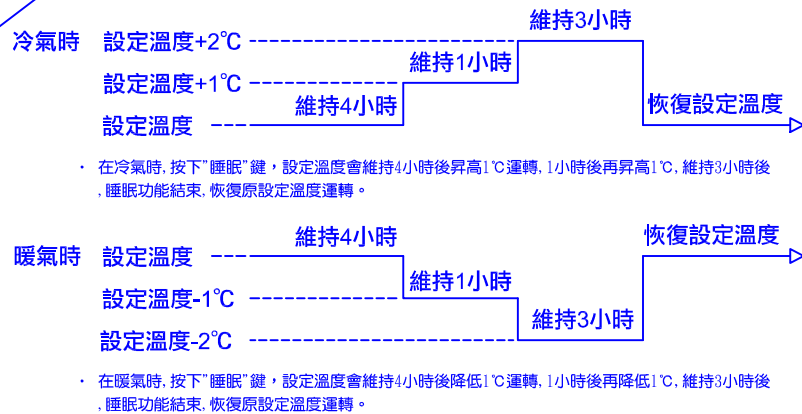 維持3小時
冷氣時 設定溫度+2℃
設定溫度+1℃ 維持1小時
設定溫度 維持4小時 恢復設定溫度
· 在冷氣時, 按下"睡眠"鍵，設定溫度會維持4小時後昇高1℃運轉, 1小時後再昇高1℃, 維持3小時後
, 睡眠功能結束, 恢復原設定溫度運轉。
維持4小時 恢復設定溫度
暖氣時 設定溫度
設定溫度-1℃ 維持1小時
設定溫度-2℃ 維持3小時
· 在暖氣時, 按下"睡眠"鍵，設定溫度會維持4小時後降低1℃運轉, 1小時後再降低1℃, 維持3小時後
, 睡眠功能結束, 恢復原設定溫度運轉。